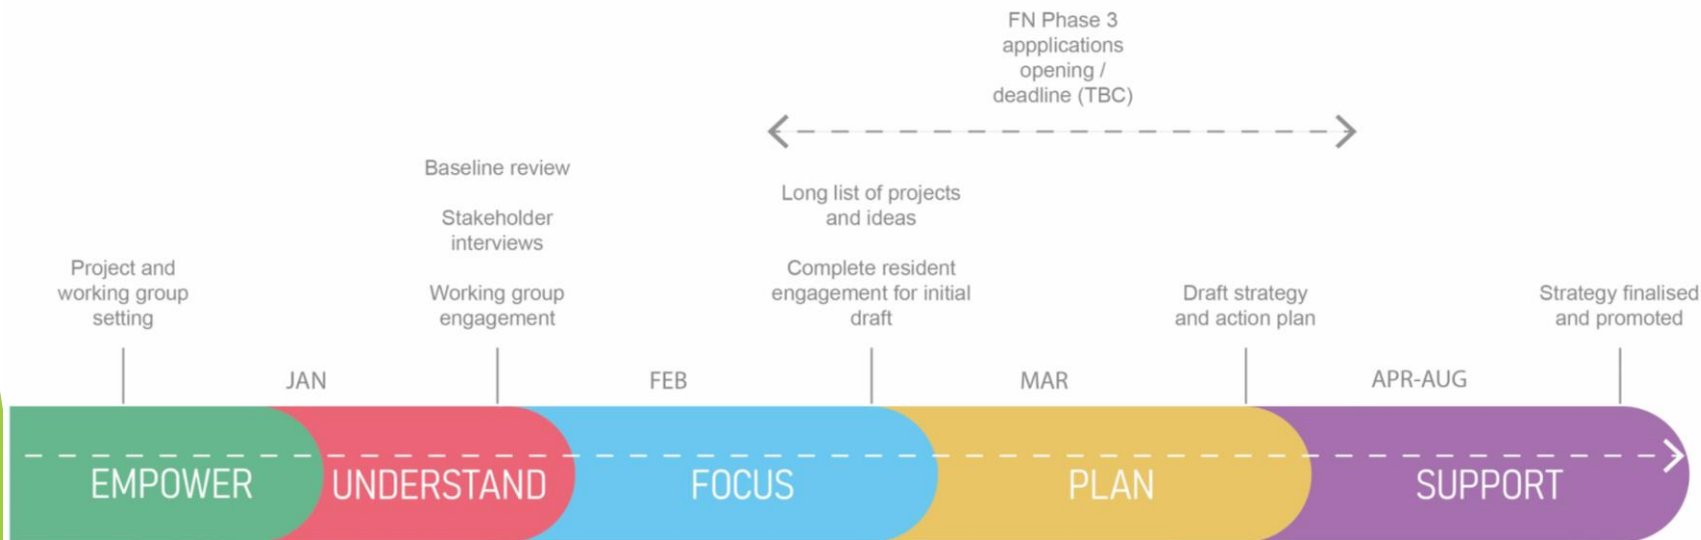 FN Phase 3
appplications
opening /
deadline (TBC)
Baseline review
Stakeholder
interviews
Working group
engagement
Long list of projects
and ideas
Complete resident
engagement for initial
draft
Project and
working group
setting
Draft strategy
and action plan
Strategy finalised
and promoted
JAN
FEB
MAR
APR-AUG
EMPOWER
UNDERSTAND
FOCUS
PLAN
SUPPORT